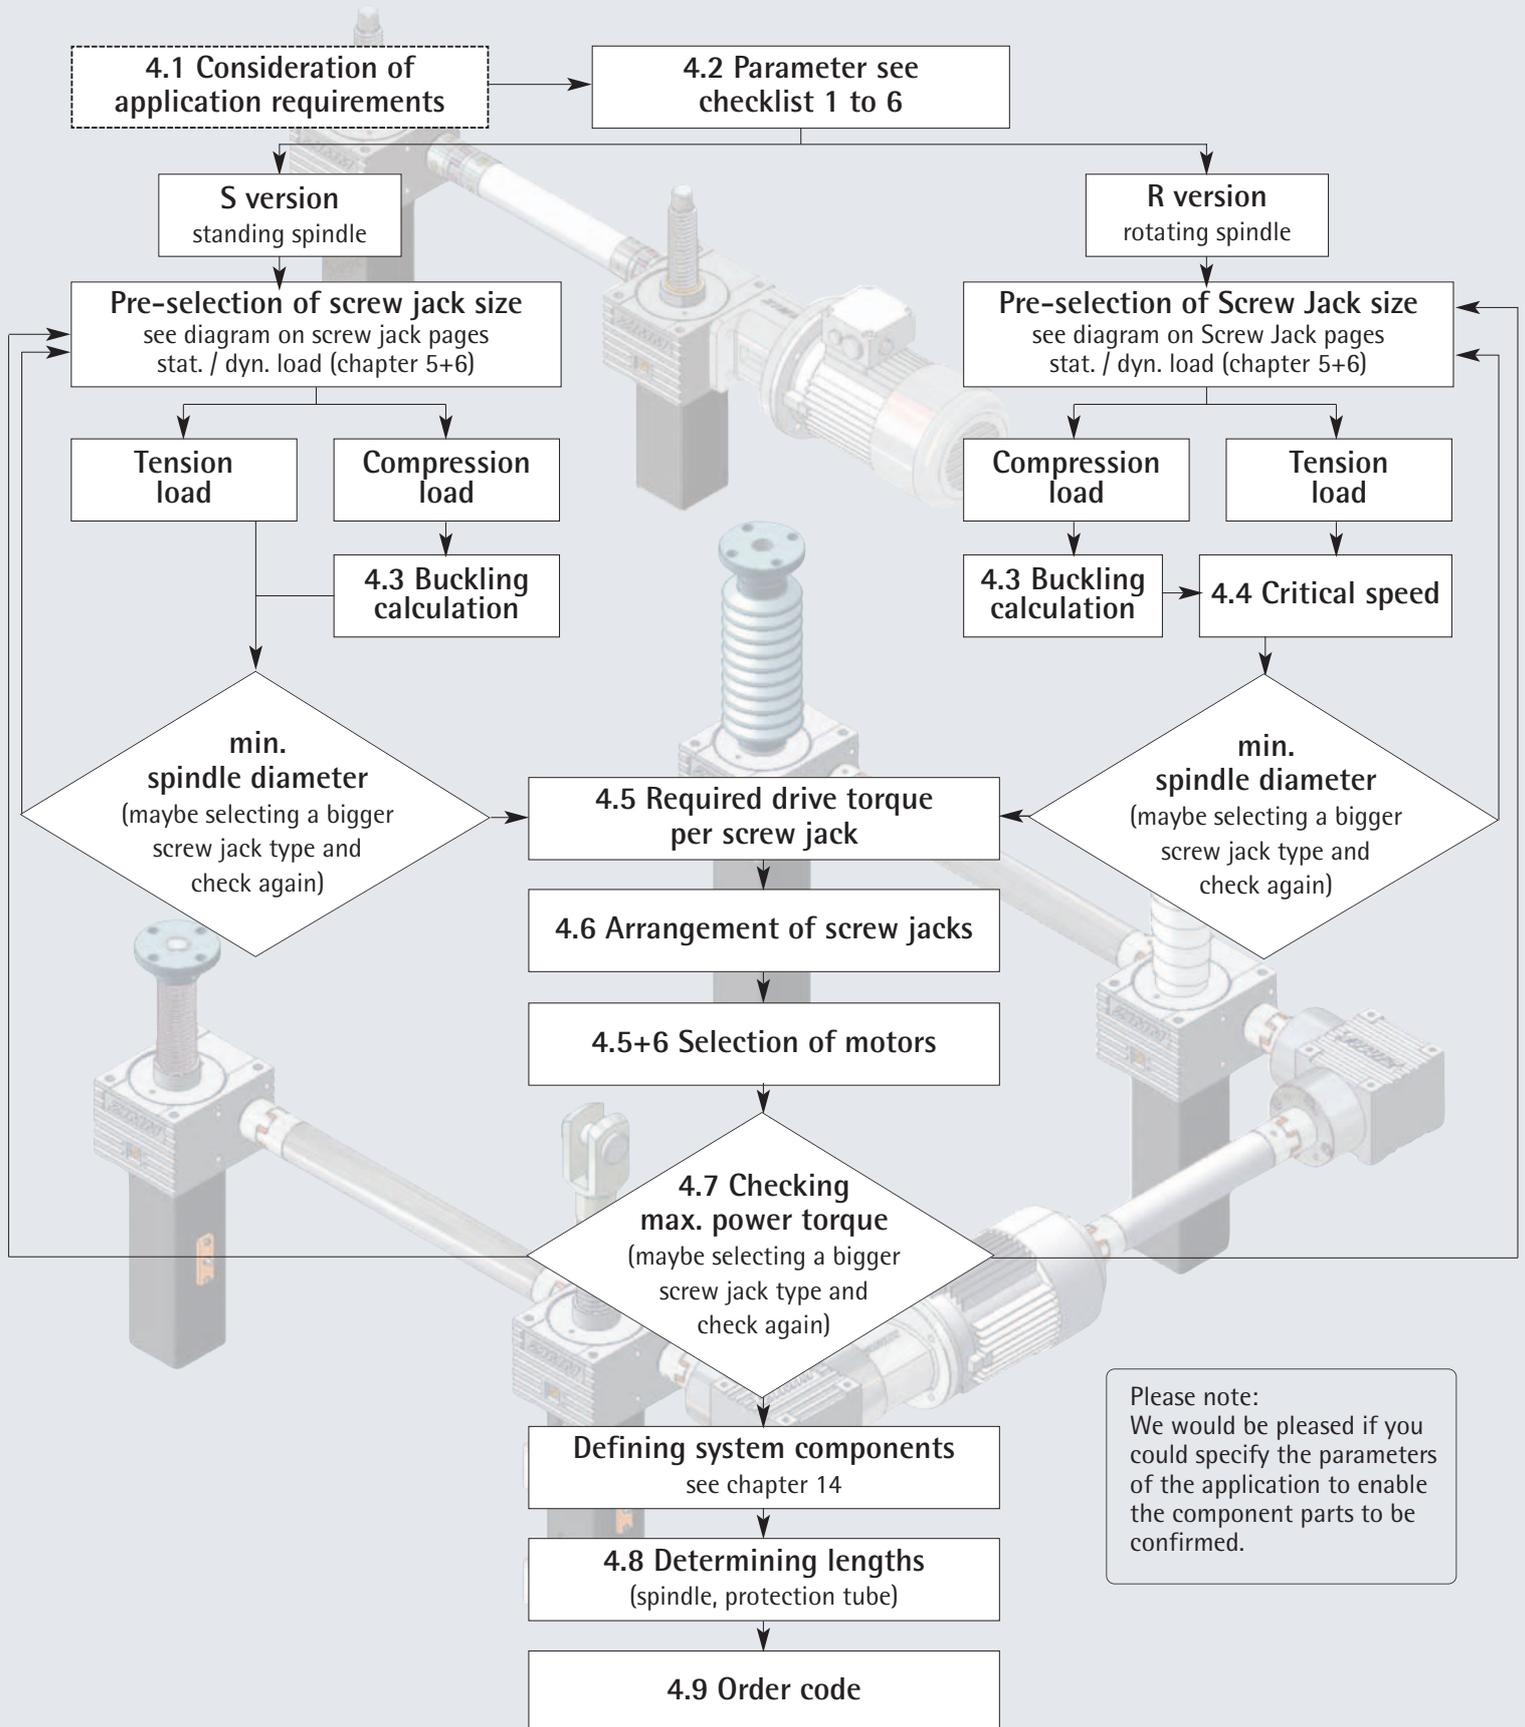 4.1 Consideration of
application requirements
4.2 Parameter see
checklist 1 to 6
S version
standing spindle
R version
rotating spindle
Pre-selection of screw jack size
see diagram on screw jack pages
stat. / dyn. load (chapter 5+6)
Pre-selection of Screw Jack size
see diagram on Screw Jack pages
stat. / dyn. load (chapter 5+6)
Tension
load
Compression
load
Compression
load
Tension
load
4.3 Buckling
calculation
4.3 Buckling
calculation
4.4 Critical speed
min.
spindle diameter
(maybe selecting a bigger
screw jack type and
check again)
min.
spindle diameter
(maybe selecting a bigger
screw jack type and
check again)
4.5 Required drive torque
per screw jack
4.6 Arrangement of screw jacks
4.5+6 Selection of motors
4.7 Checking
max. power torque
(maybe selecting a bigger
screw jack type and
check again)
Defining system components
see chapter 14
4.8 Determining lengths
(spindle, protection tube)
4.9 Order code
Please note:
We would be pleased if you
could specify the parameters
of the application to enable
the component parts to be
confirmed.